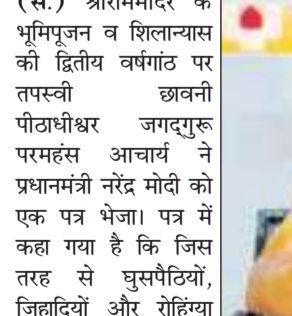 (स.) श्रीराममंदिर के
भूमिपूजन व शिलान्यास
की द्वितीय वर्षगांठ पर
तपस्वी छावनी
पीठाधीश्वर जगद्गुरू
परमहंस आचार्य ने
प्रधानमंत्री नरेंद्र मोदी को
एक पत्र भेजा। पत्र में
कहा गया है कि जिस
तरह से घुसपैठियों,
जिहादियों और रोहिंग्या